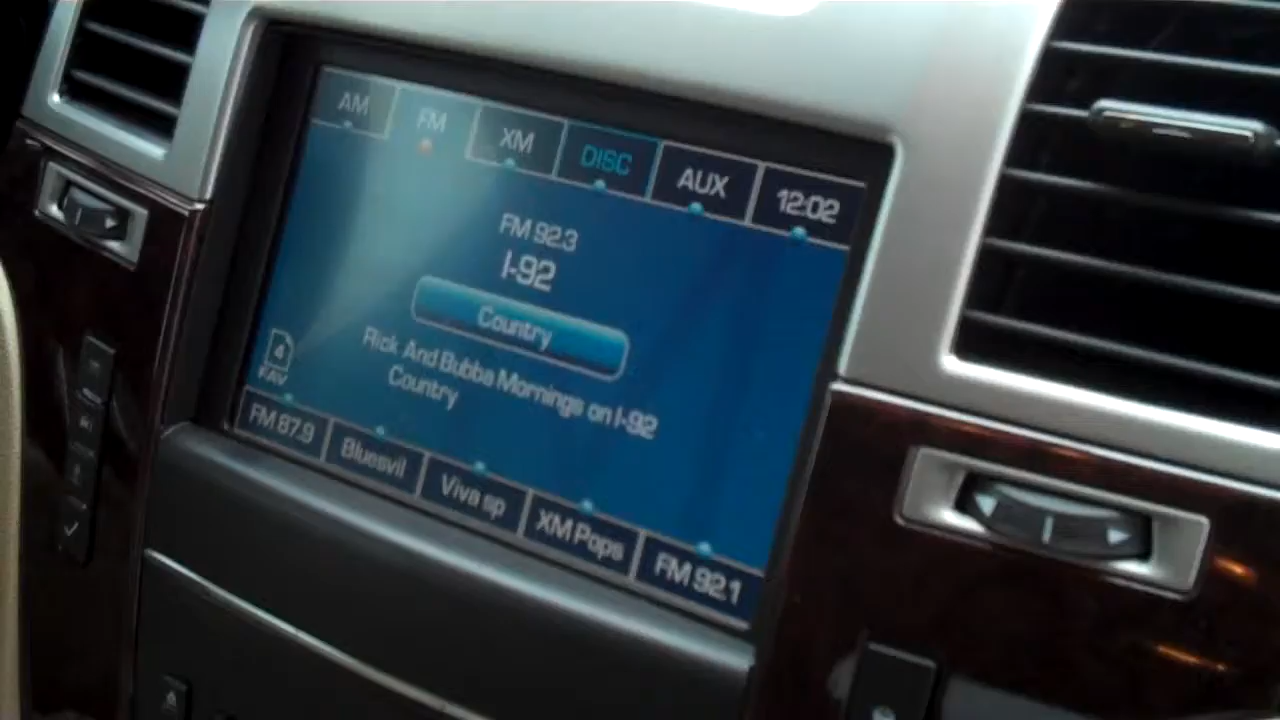 AM FM XM DISC AUX 12:02
FM 92.3
I-92
Country
Rick And Bubba Mornings on I-92
Country
4
FAV
FM 87.9 Bluesvil Viva sp XM Pops FM 92.1